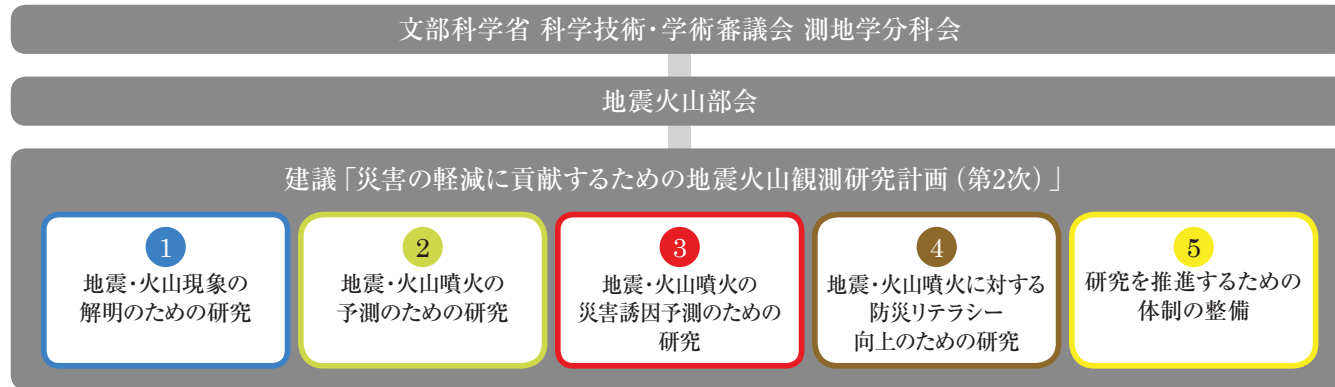 文部科学省 科学技術・学術審議会 測地学分科会
地震火山部会
建議「災害の軽減に貢献するための地震火山観測研究計画（第2次）」
1
地震・火山現象の
解明のための研究
2
地震・火山噴火の
予測のための研究
3
地震・火山噴火の
災害誘因予測のための
研究
4
地震・火山噴火に対する
防災リテラシー
向上のための研究
5
研究を推進するための
体制の整備